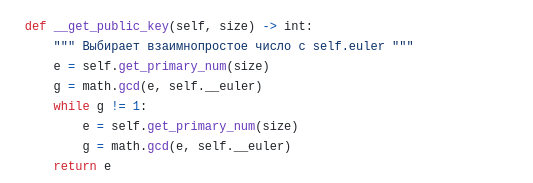 def __get_public_key(self, size) -> int:
    """ Выбирает взаимнопростое число с self.euler """
    e = self.get_primary_num(size)
    g = math.gcd(e, self.__euler)
    while g != 1:
        e = self.get_primary_num(size)
        g = math.gcd(e, self.__euler)
    return e